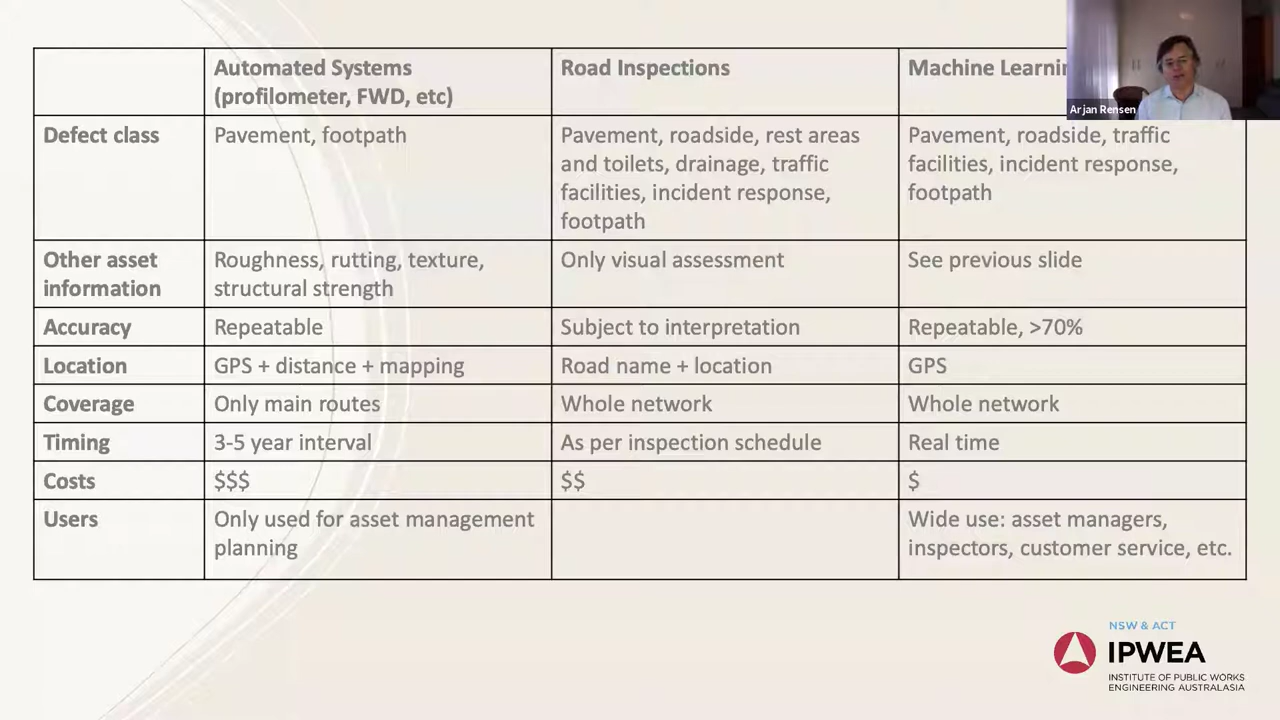 Automated Systems
(profilometer, FWD, etc)
Road Inspections
Machine
Arjan Rensen
Defect class
Pavement, footpath
Pavement, roadside, rest areas
and toilets, drainage, traffic
facilities, incident response,
footpath
Pavement, roadside, traffic
facilities, incident response,
footpath
Other asset
information
Roughness, rutting, texture,
structural strength
Only visual assessment
See previous slide
Accuracy
Repeatable
Subject to interpretation
Repeatable, >70%
Location
GPS + distance + mapping
Road name + location
GPS
Coverage
Only main routes
Whole network
Whole network
Timing
3-5 year interval
As per inspection schedule
Real time
Costs
$$$
$$
$
Users
Only used for asset management
planning
Wide use: asset managers,
inspectors, customer service, etc.
NSW & ACT
IPWEA
INSTITUTE OF PUBLIC WORKS
ENGINEERING AUSTRALASIA